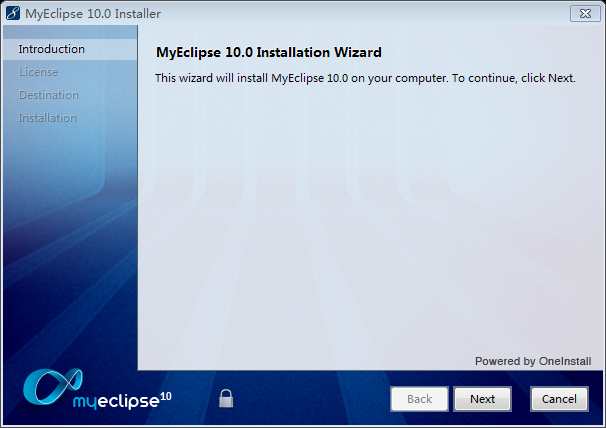 MyEclipse 10.0 Installer
Introduction
License
Destination
Installation
MyEclipse 10.0 Installation Wizard
This wizard will install MyEclipse 10.0 on your computer. To continue, click Next.
Powered by OneInstall
myeclipse10
Back
Next
Cancel